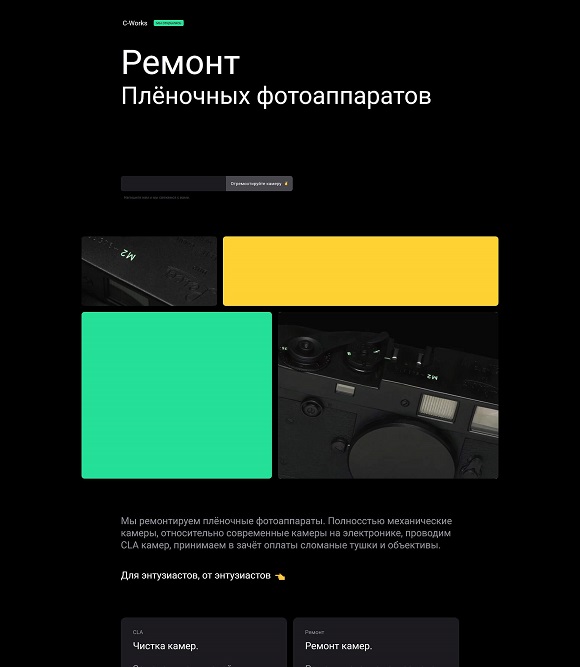 C-Works
Ремонт
Плёночных фотоаппаратов
Отремонтируйте камеру
M2
M2
Мы ремонтируем плёночные фотоаппараты. Полносстью механические
камеры, относительно современные камеры на электронике, проводим
CLA камер, принимаем в зачёт оплаты сломаные тушки и объективы.
Для энтузиастов, от энтузиастов 👈
CLA
Чистка камер.
Ремонт
Ремонт камер.